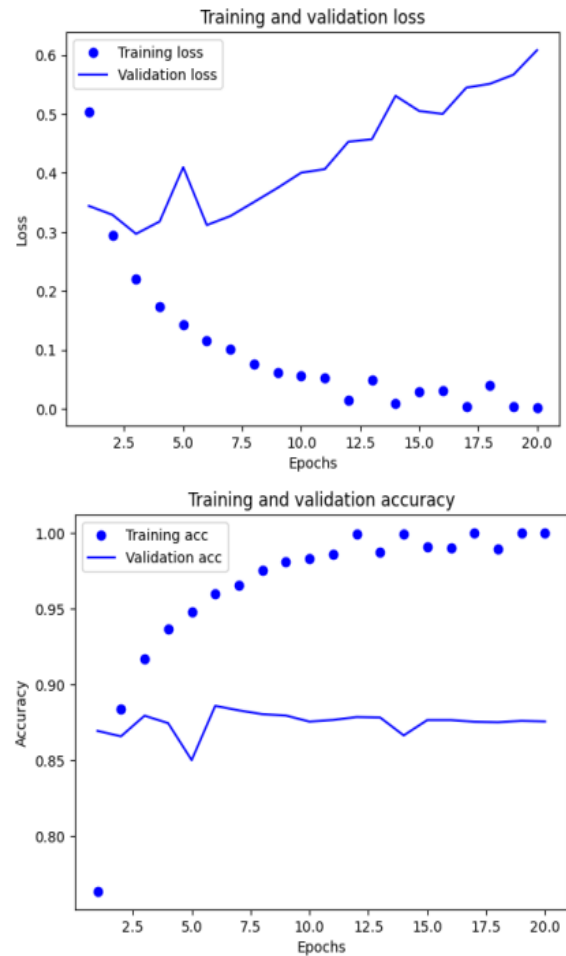 Training and validation loss
Training loss
Validation loss
0.6
0.5
0.4
0.3
0.2
0.1
0.0
Loss
2.5 5.0 7.5 10.0 12.5 15.0 17.5 20.0
Epochs
Training and validation accuracy
Training acc
Validation acc
1.00
0.95
0.90
0.85
0.80
Accuracy
2.5 5.0 7.5 10.0 12.5 15.0 17.5 20.0
Epochs